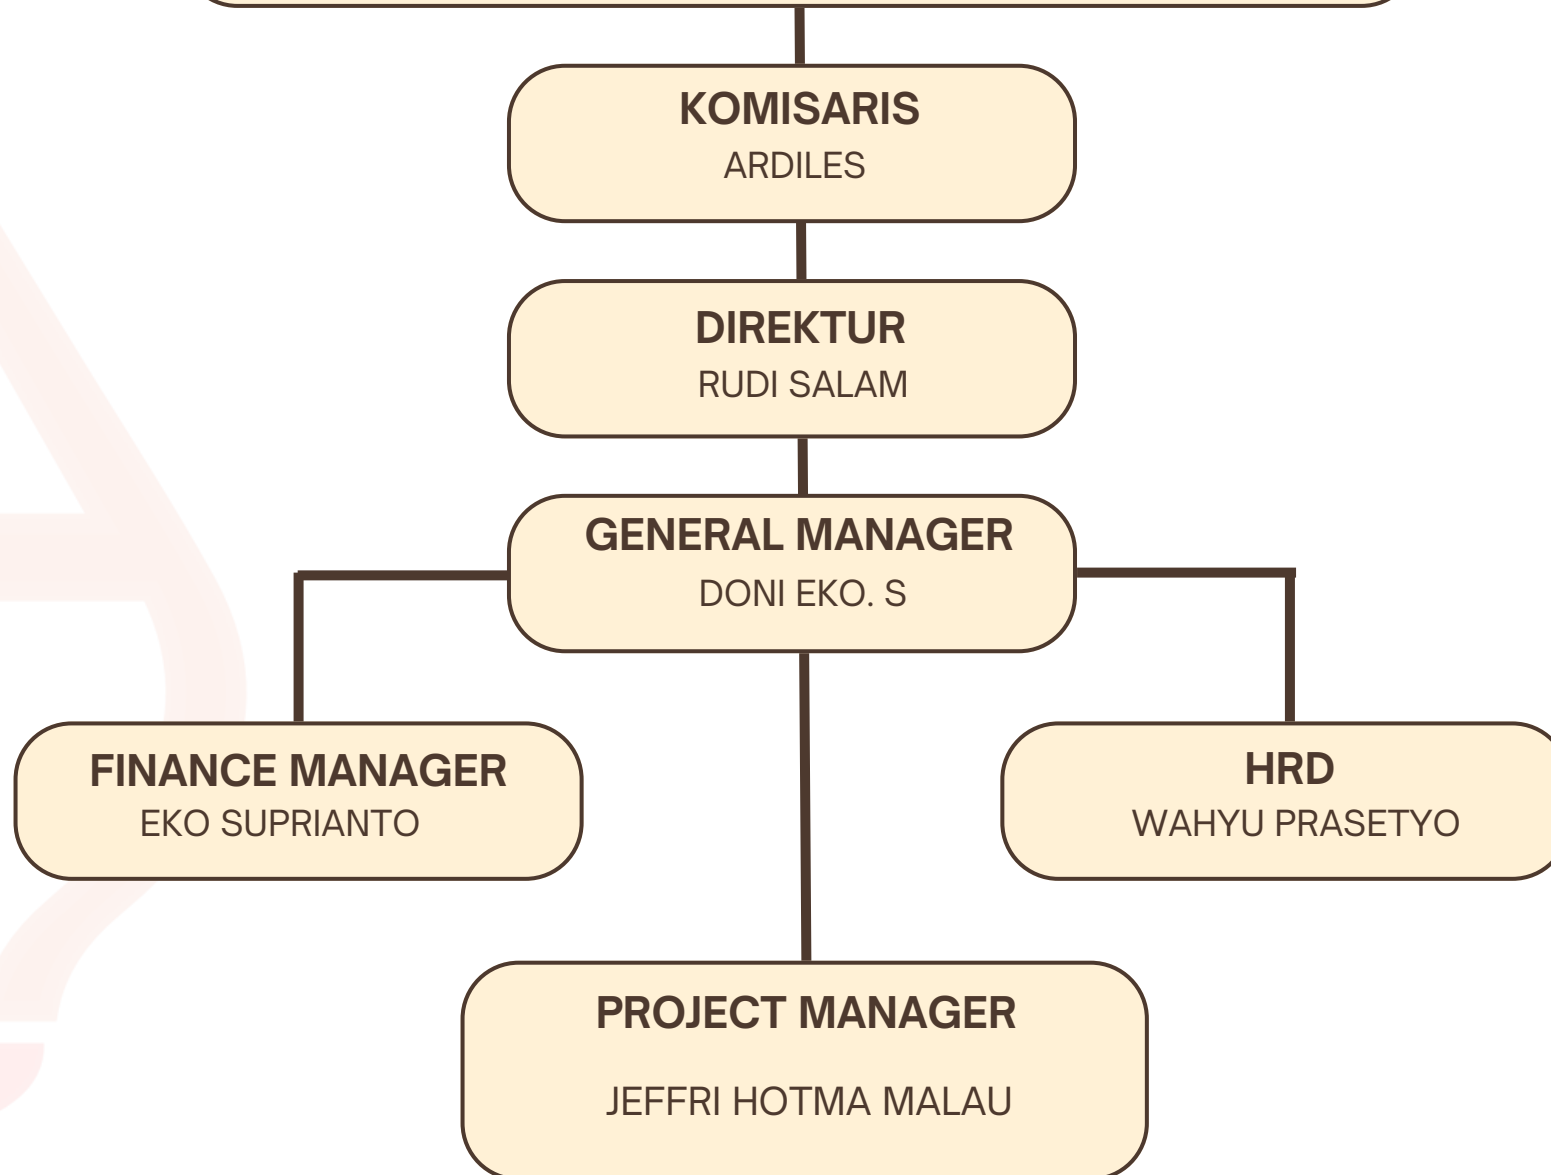 KOMISARIS
ARDILES
DIREKTUR
RUDI SALAM
GENERAL MANAGER
DONI EKO. S
FINANCE MANAGER
EKO SUPRIANTO
HRD
WAHYU PRASETYO
PROJECT MANAGER
JEFFRI HOTMA MALAU